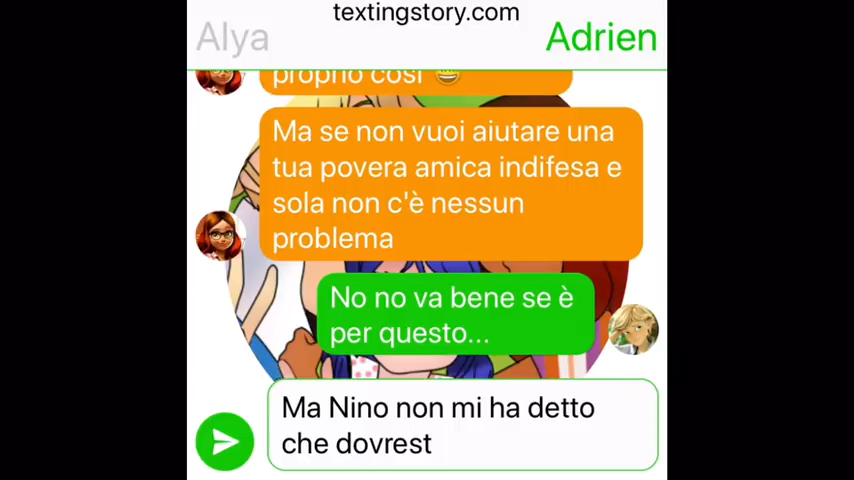 textingstory.com
Alya
Adrien
proprio così 😄
Ma se non vuoi aiutare una
tua povera amica indifesa e
sola non c'è nessun
problema
No no va bene se è
per questo...
Ma Nino non mi ha detto
che dovrest